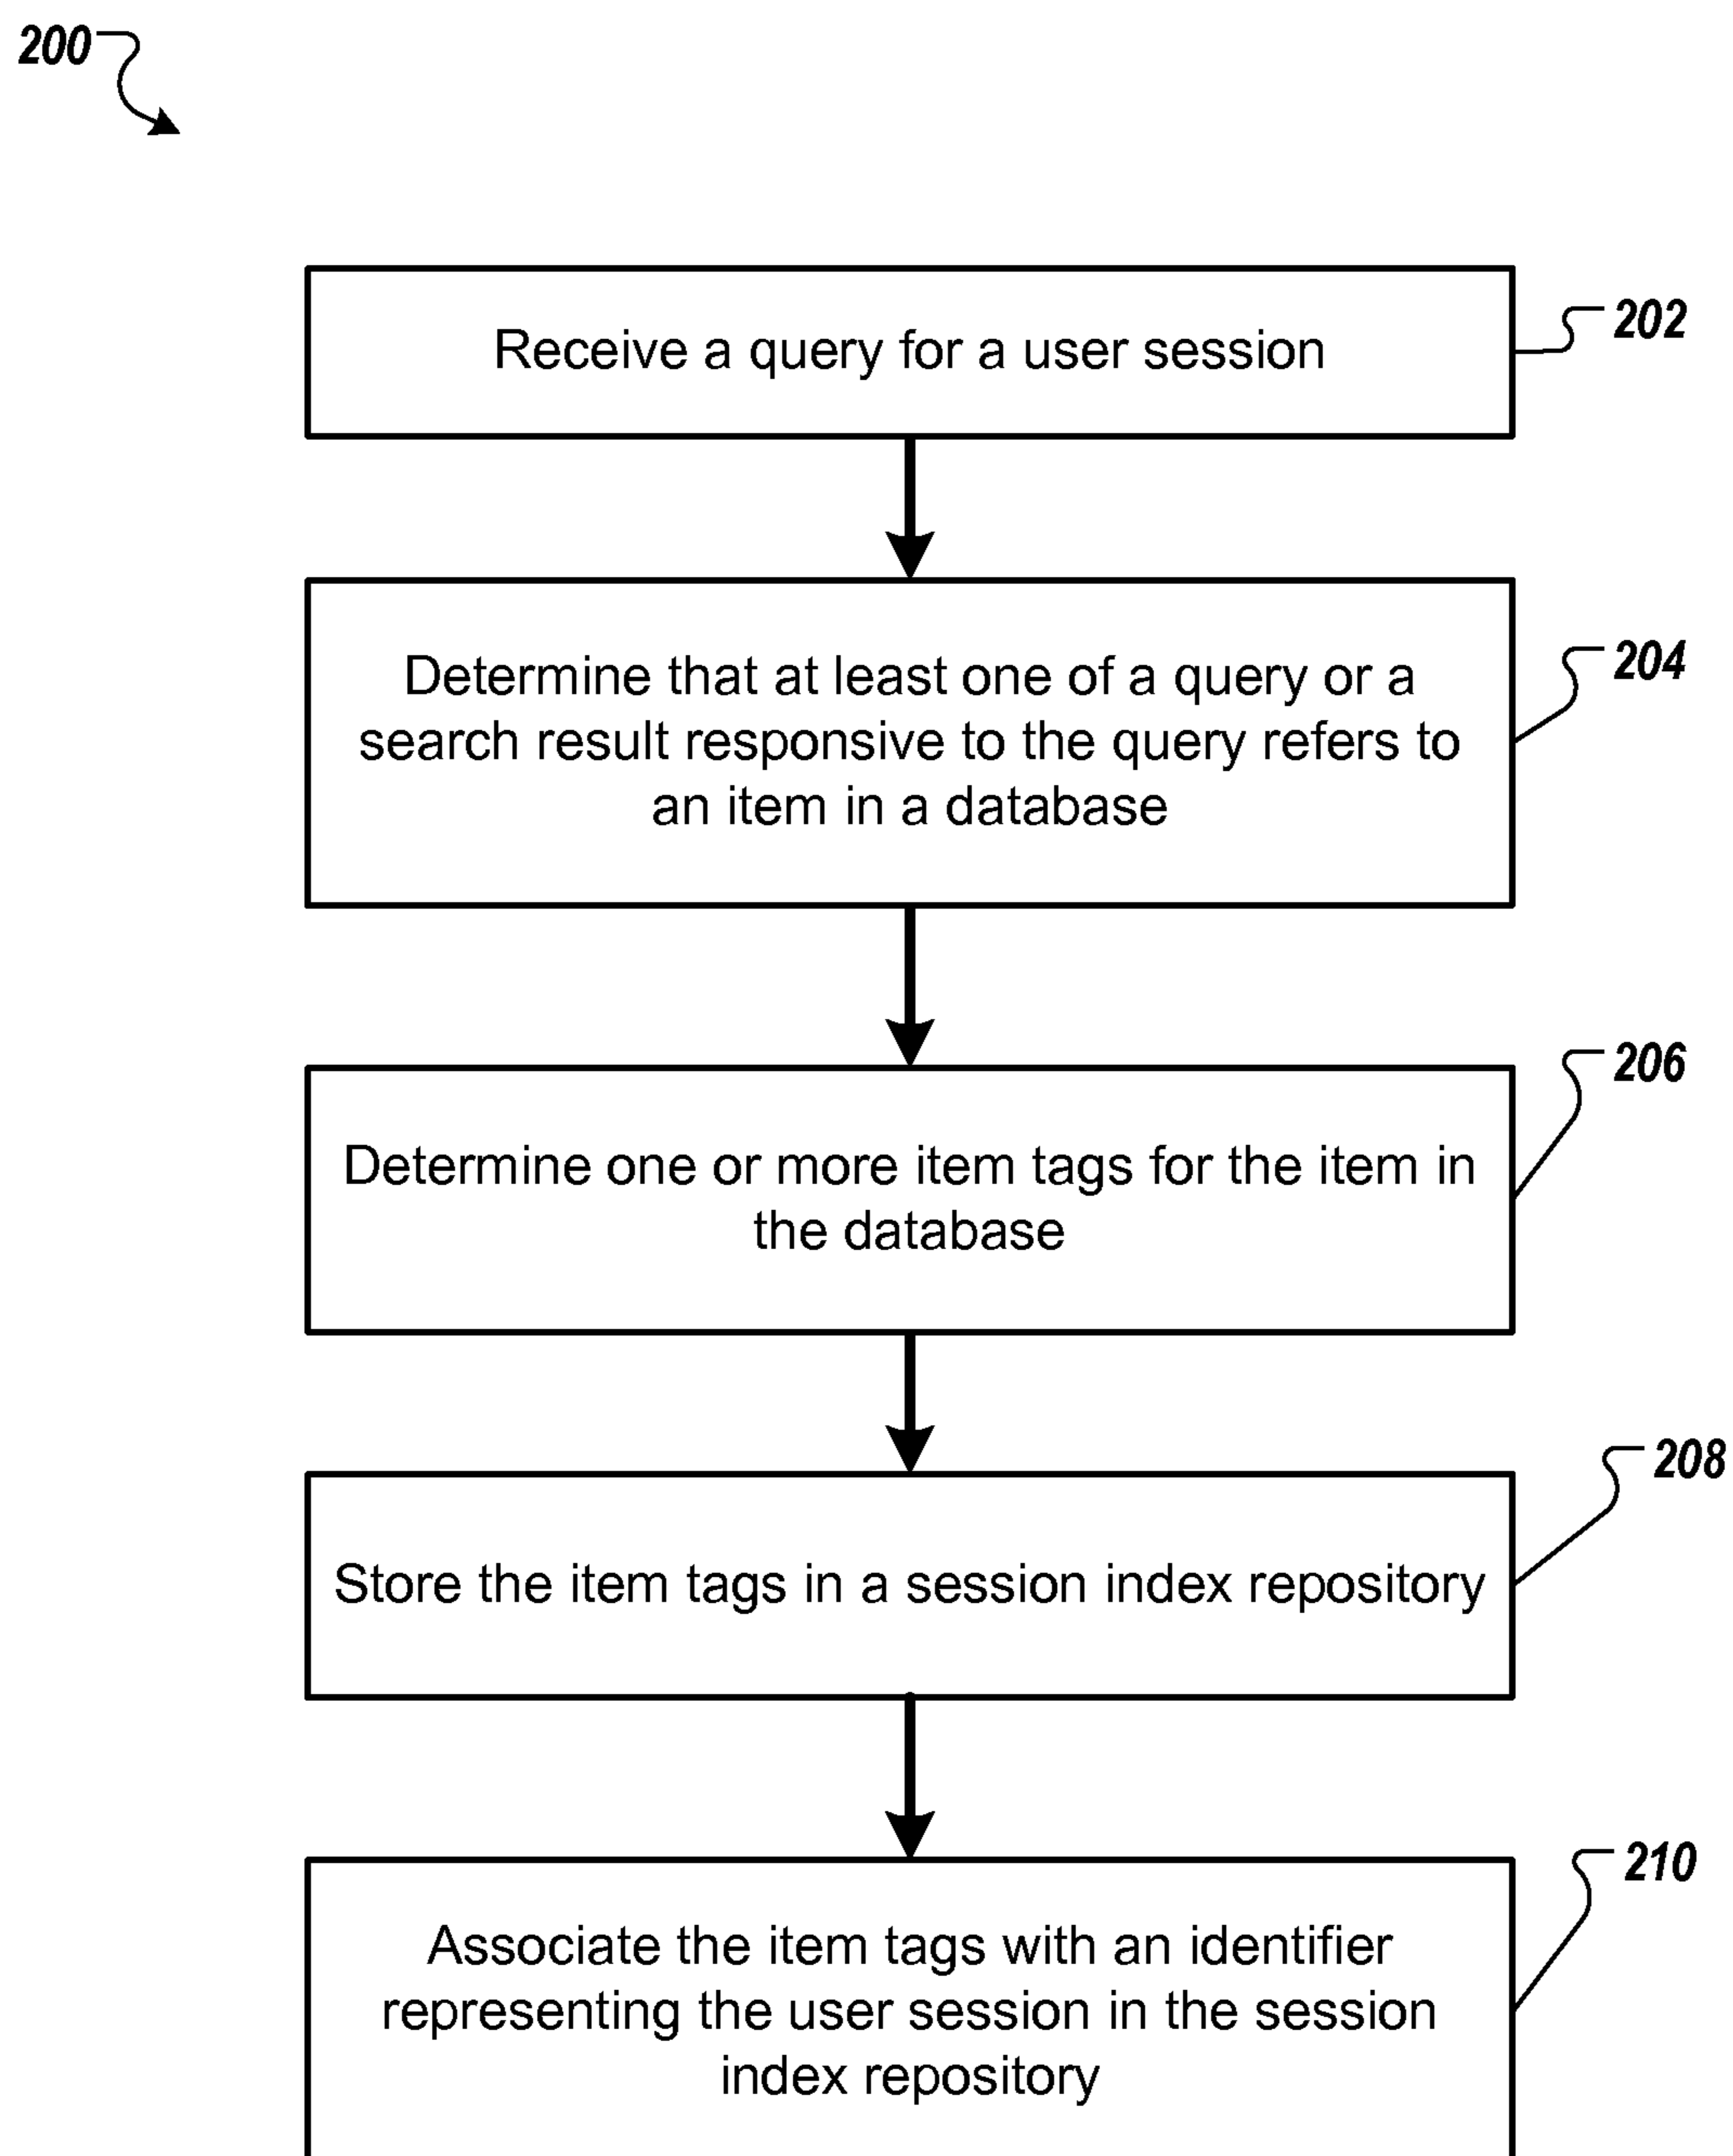 200
Receive a query for a user session
202
Determine that at least one of a query or a
search result responsive to the query refers to
an item in a database
204
Determine one or more item tags for the item in
the database
206
Store the item tags in a session index repository
208
Associate the item tags with an identifier
representing the user session in the session
index repository
210